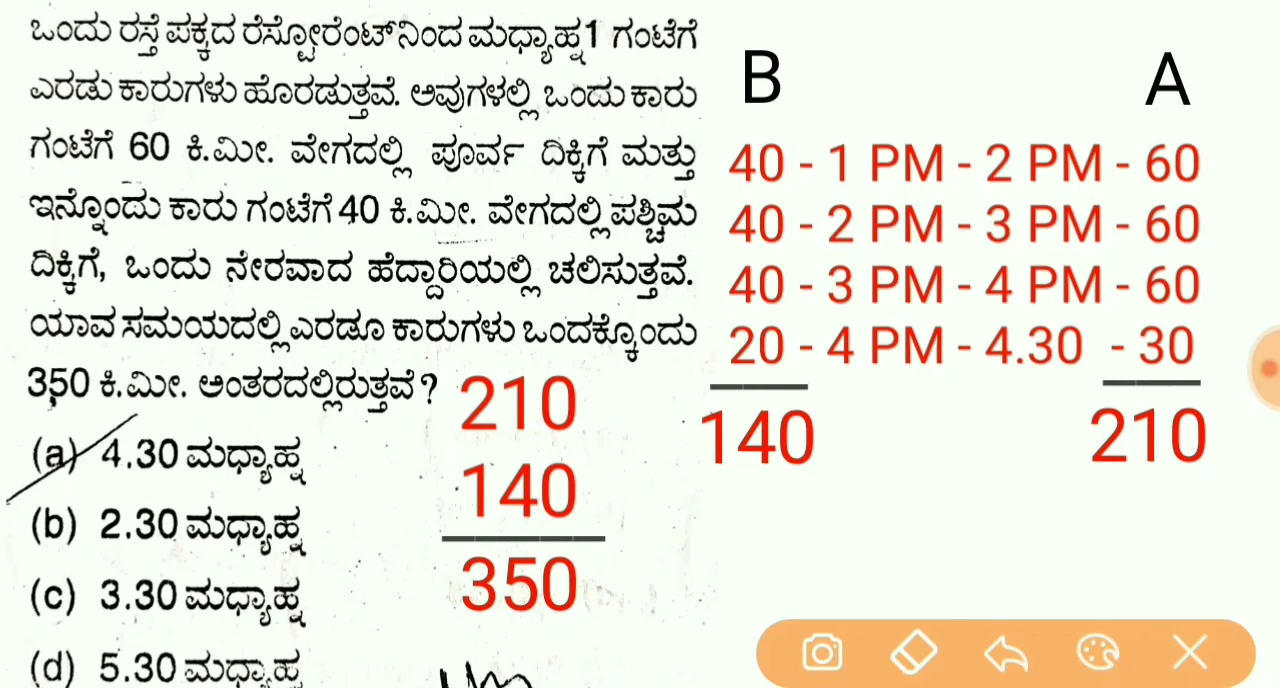 ಒಂದು ರಸ್ತೆ ಪಕ್ಕದ ರೆಸ್ಟೋರೆಂಟ್‌ನಿಂದ ಮಧ್ಯಾಹ್ನ 1 ಗಂಟೆಗೆ
ಎರಡು ಕಾರುಗಳು ಹೊರಡುತ್ತವೆ. ಅವುಗಳಲ್ಲಿ ಒಂದು ಕಾರು
ಗಂಟೆಗೆ 60 ಕಿ.ಮೀ. ವೇಗದಲ್ಲಿ ಪೂರ್ವ ದಿಕ್ಕಿಗೆ ಮತ್ತು
ಇನ್ನೊಂದು ಕಾರು ಗಂಟೆಗೆ 40 ಕಿ.ಮೀ. ವೇಗದಲ್ಲಿ ಪಶ್ಚಿಮ
ದಿಕ್ಕಿಗೆ, ಒಂದು ನೇರವಾದ ಹೆದ್ದಾರಿಯಲ್ಲಿ ಚಲಿಸುತ್ತವೆ.
ಯಾವ ಸಮಯದಲ್ಲಿ ಎರಡೂ ಕಾರುಗಳು ಒಂದಕ್ಕೊಂದು
350 ಕಿ.ಮೀ. ಅಂತರದಲ್ಲಿರುತ್ತವೆ?
(a) 4.30 ಮಧ್ಯಾಹ್ನ
(b) 2.30 ಮಧ್ಯಾಹ್ನ
(c) 3.30 ಮಧ್ಯಾಹ್ನ
(d) 5.30 ಮಧ್ಯಾಹ್ನ
210
140
350
B A
40 - 1 PM - 2 PM - 60
40 - 2 PM - 3 PM - 60
40 - 3 PM - 4 PM - 60
20 - 4 PM - 4.30 - 30
140 210